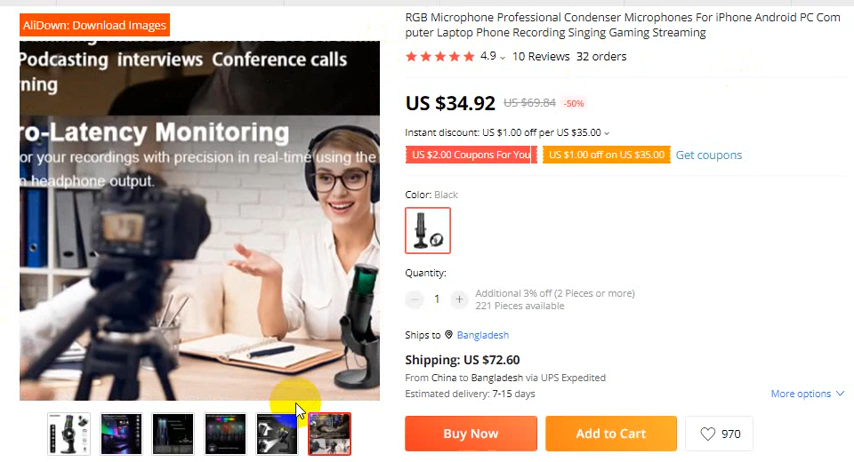 AliDown: Download Images
Podcasting interviews Conference calls
ning
ro-Latency Monitoring
or your recordings with precision in real-time using the
n headphone output.
RGB Microphone Professional Condenser Microphones For iPhone Android PC Com
puter Laptop Phone Recording Singing Gaming Streaming
4.9 10 Reviews 32 orders
US $34.92 US $69.84 -50%
Instant discount: US $1.00 off per US $35.00
US $2.00 Coupons For You US $1.00 off on US $35.00 Get coupons
Color: Black
Quantity:
1
Additional 3% off (2 Pieces or more)
221 Pieces available
Ships to Bangladesh
Shipping: US $72.60
From China to Bangladesh via UPS Expedited
Estimated delivery: 7-15 days More options
Buy Now Add to Cart 970